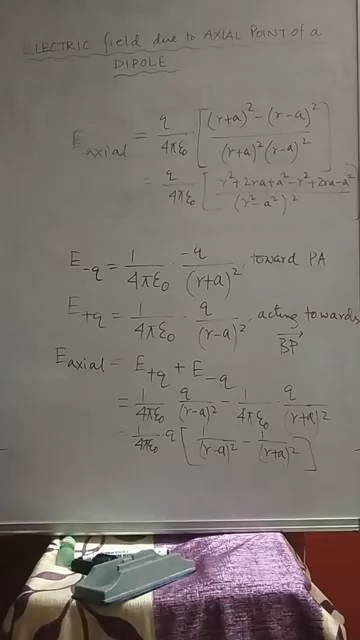 ELECTRIC field due to AXIAL POINT of a
DIPOLE
E axial = q/4πε₀ · [((r+a)² - (r-a)²)/((r+a)²(r-a)²)]
= q/4πε₀ [(r²+2ra+a²-r²+2ra-a²)/(r²-a²)²]
E₋q = 1/4πε₀ · -q/(r+a)², toward PA
E₊q = 1/4πε₀ · q/(r-a)², acting towards
BP→
Eaxial = E₊q + E₋q
= 1/4πε₀ q/(r-a)² - 1/4πε₀ · q/(r+a)²
= 1/4πε₀ · q [1/(r-a)² - 1/(r+a)²]